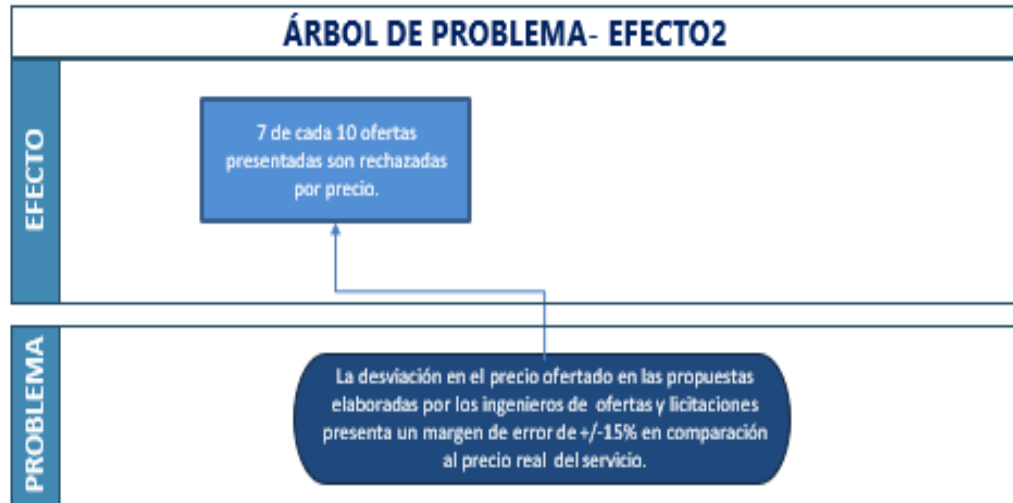 ÁRBOL DE PROBLEMA- EFECTO2
EFECTO
7 de cada 10 ofertas
presentadas son rechazadas
por precio.
PROBLEMA
La desviación en el precio ofertado en las propuestas
elaboradas por los ingenieros de ofertas y licitaciones
presenta un margen de error de +/-15% en comparación
al precio real del servicio.